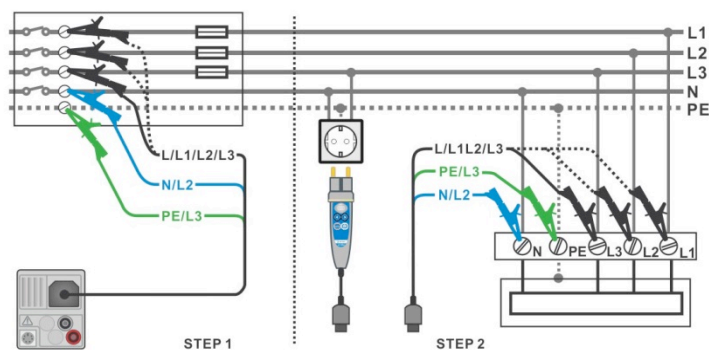 L1
L2
L3
N
PE
L/L1/L2/L3
N/L2
PE/L3
L/L1L2/L3
PE/L3
N/L2
N
PE
L3
L2
L1
STEP 1
STEP 2